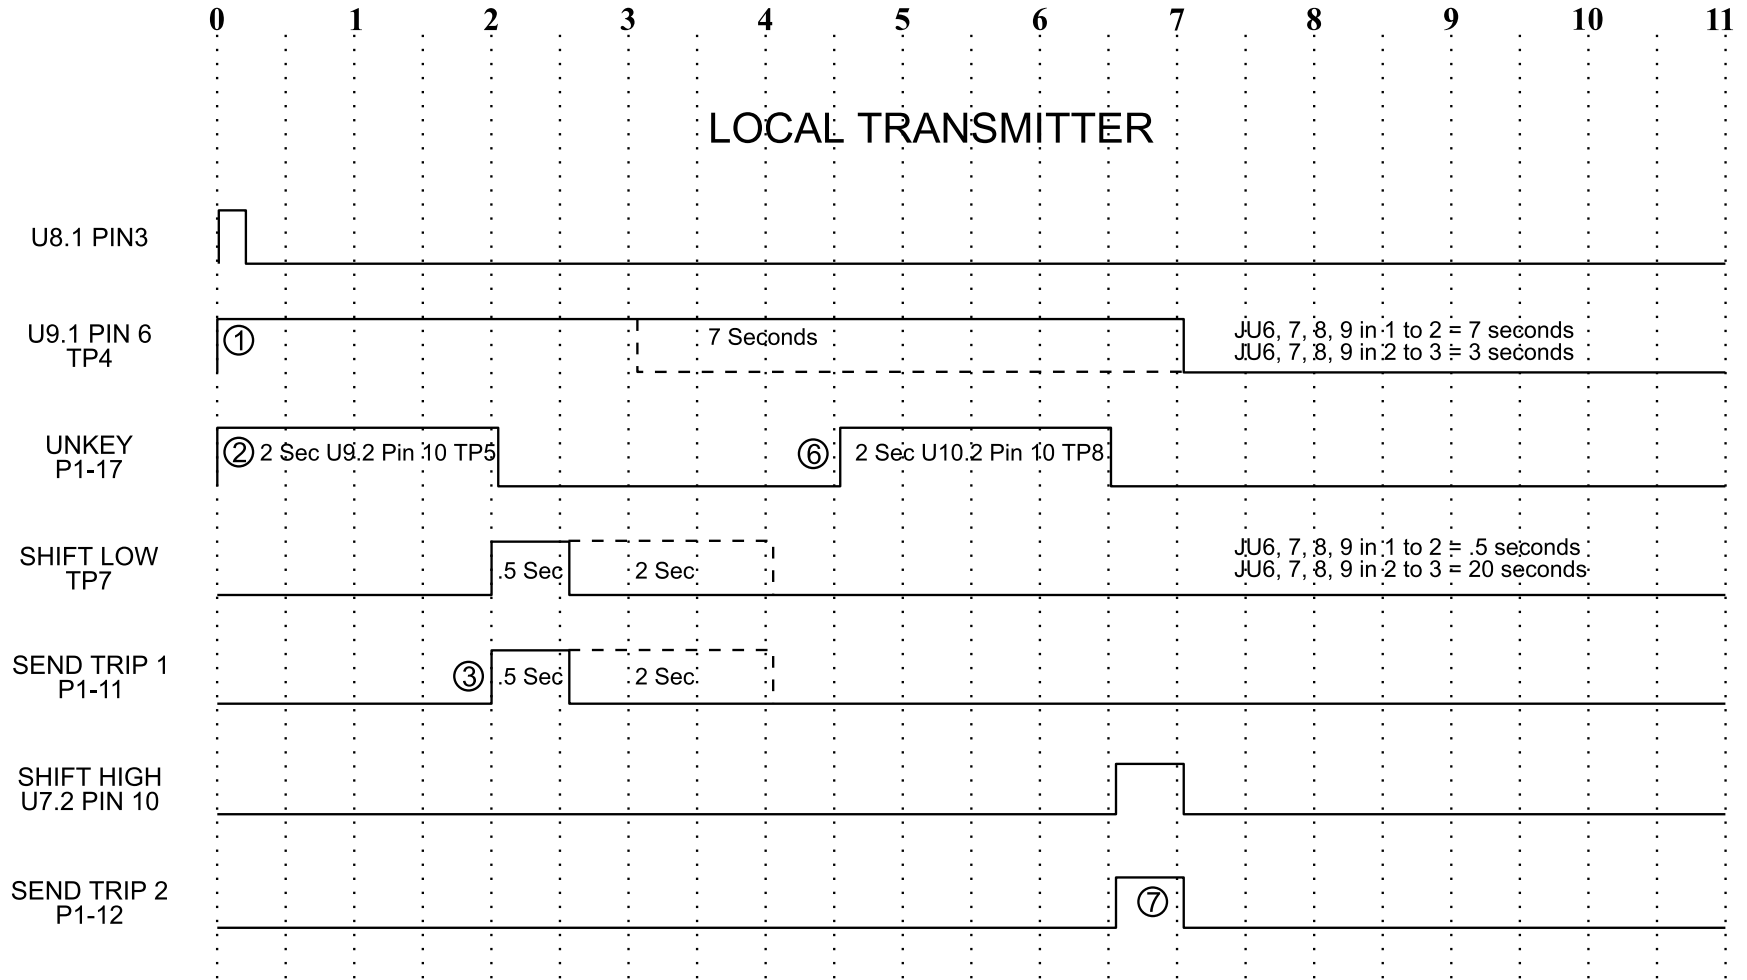 0 1 2 3 4 5 6 7 8 9 10 11
LOCAL TRANSMITTER
U8.1 PIN3
U9.1 PIN 6
TP4
1
7 Seconds
JU6, 7, 8, 9 in 1 to 2 = 7 seconds
JU6, 7, 8, 9 in 2 to 3 = 3 seconds
UNKEY
P1-17
2 2 Sec U9.2 Pin 10 TP5
6 2 Sec U10.2 Pin 10 TP8
SHIFT LOW
TP7
.5 Sec 2 Sec
JU6, 7, 8, 9 in 1 to 2 = .5 seconds
JU6, 7, 8, 9 in 2 to 3 = 20 seconds
SEND TRIP 1
P1-11
3 .5 Sec 2 Sec
SHIFT HIGH
U7.2 PIN 10
SEND TRIP 2
P1-12
7